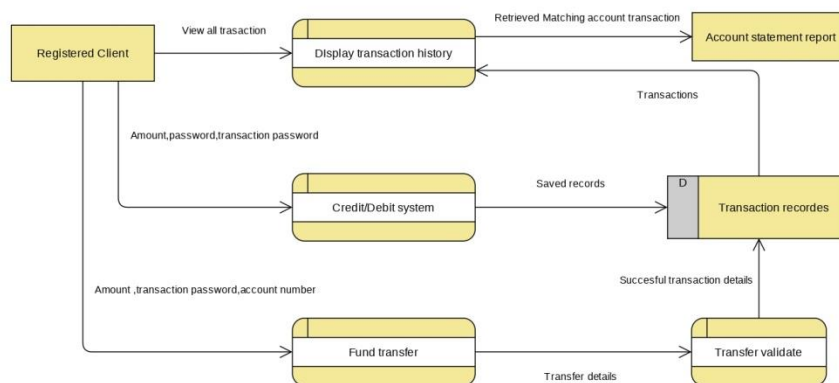 View all trasaction
Retrieved Matching account transaction
Registered Client
DIsplay transaction history
Account statement report
Transactions
Amount,password,transaction password
D
Saved records
Credit/Debit system
Transaction recordes
Succesful transaction details
Amount ,transaction password,account number
Fund transfer
Transfer validate
Transfer details